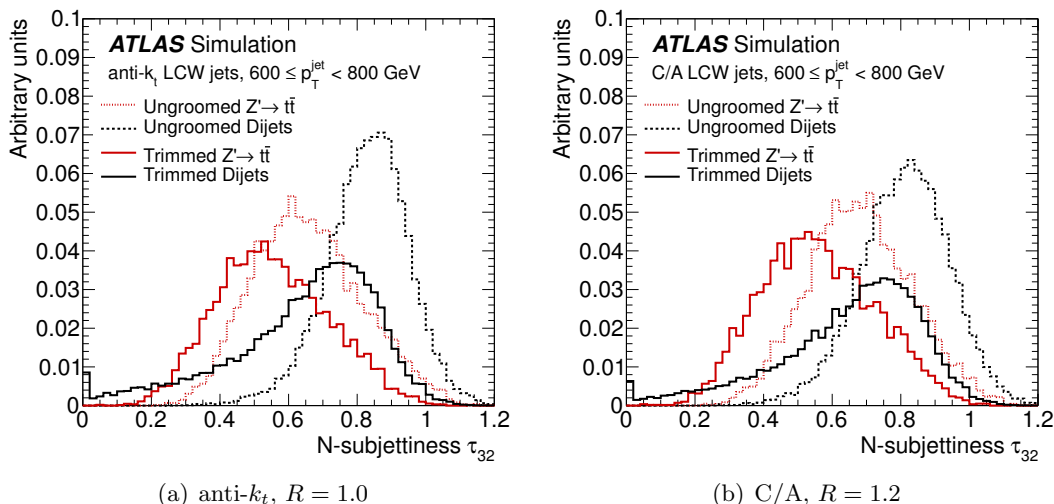 Arbitrary units
0.1
0.09
0.08
0.07
0.06
0.05
0.04
0.03
0.02
0.01
0
ATLAS Simulation
anti-kₜ LCW jets, 600 ≤ p_T^jet < 800 GeV
Ungroomed Z'→ tt̄
Ungroomed Dijets
Trimmed Z'→ tt̄
Trimmed Dijets
0 0.2 0.4 0.6 0.8 1 1.2
N-subjettiness τ₃₂
(a) anti-kₜ, R = 1.0
Arbitrary units
0.1
0.09
0.08
0.07
0.06
0.05
0.04
0.03
0.02
0.01
0
ATLAS Simulation
C/A LCW jets, 600 ≤ p_T^jet < 800 GeV
Ungroomed Z'→ tt̄
Ungroomed Dijets
Trimmed Z'→ tt̄
Trimmed Dijets
0 0.2 0.4 0.6 0.8 1 1.2
N-subjettiness τ₃₂
(b) C/A, R = 1.2